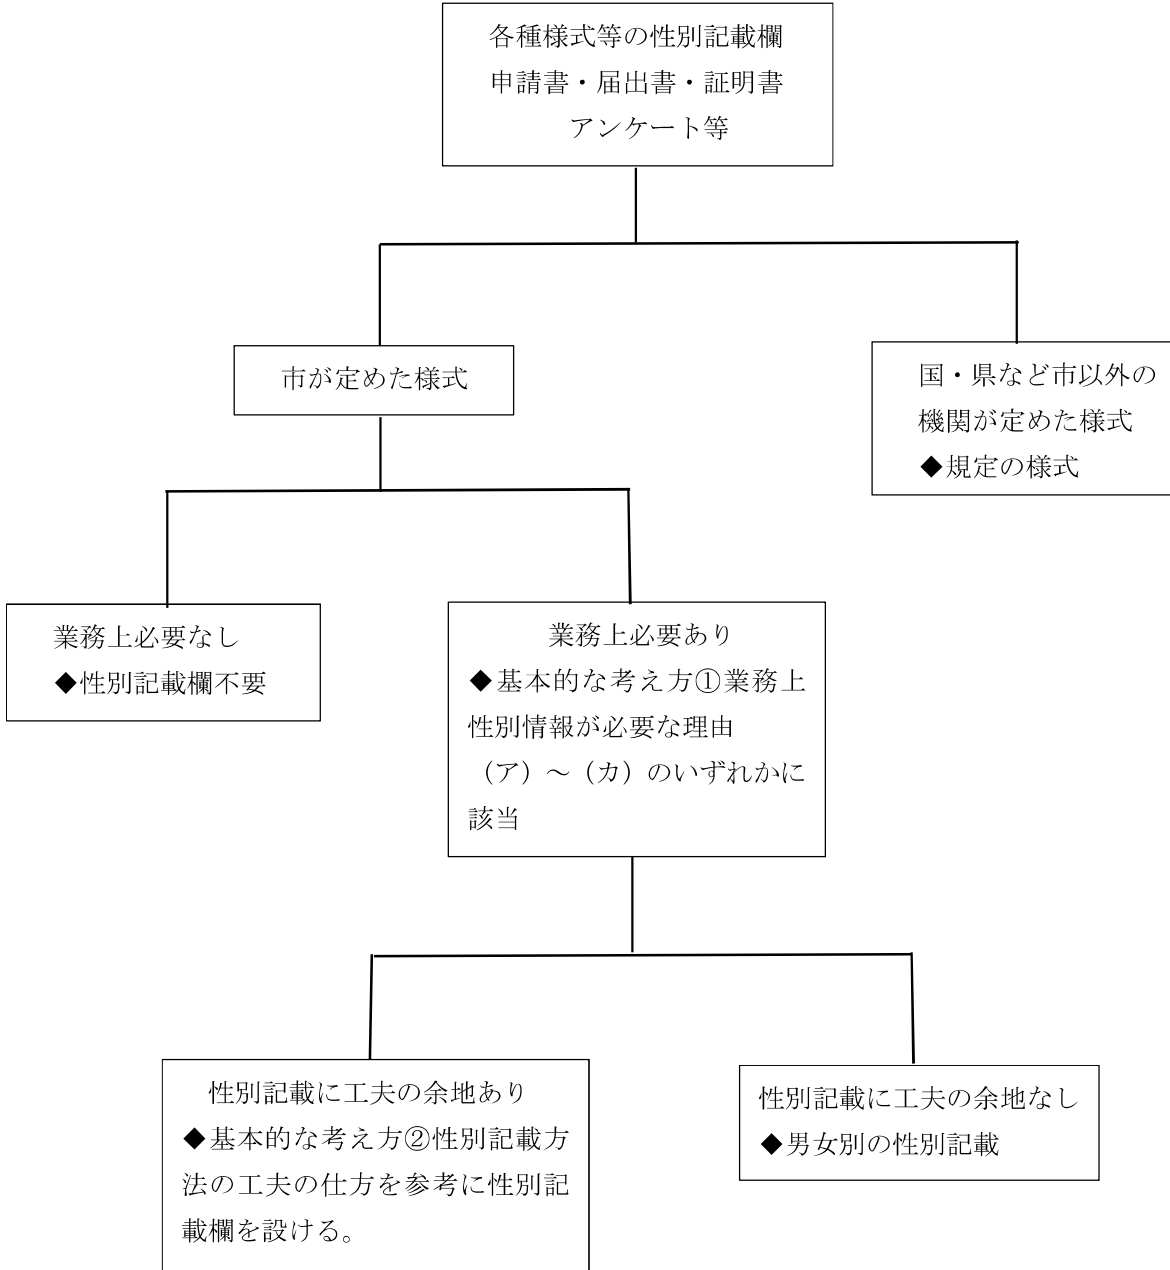 各種様式等の性別記載欄
申請書・届出書・証明書
アンケート等
市が定めた様式
国・県など市以外の
機関が定めた様式
◆規定の様式
業務上必要なし
◆性別記載欄不要
業務上必要あり
◆基本的な考え方①業務上
性別情報が必要な理由
（ア）～（カ）のいずれかに
該当
性別記載に工夫の余地あり
◆基本的な考え方②性別記載方
法の工夫の仕方を参考に性別記
載欄を設ける。
性別記載に工夫の余地なし
◆男女別の性別記載